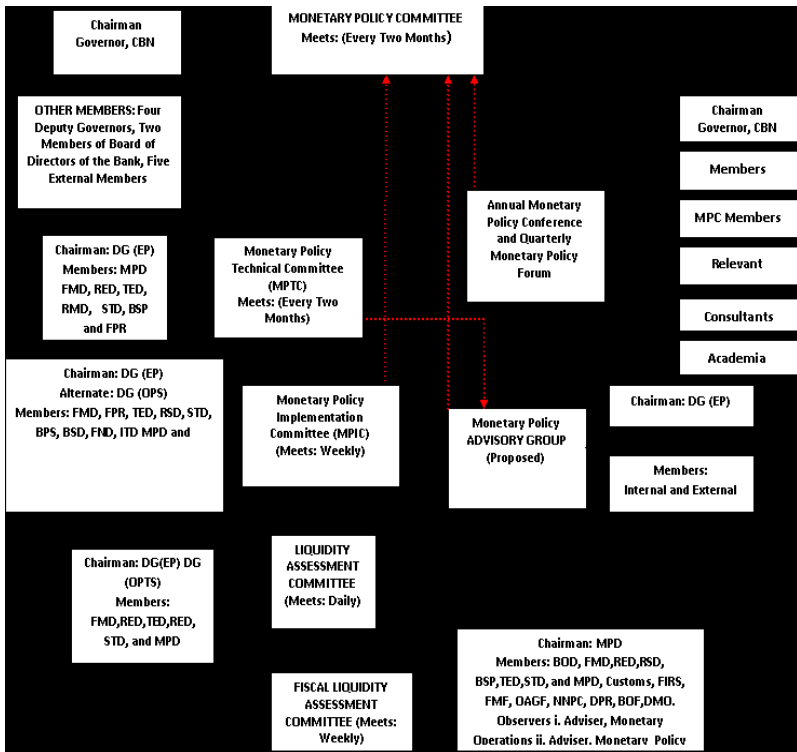 Chairman
Governor, CBN
MONETARY POLICY COMMITTEE
Meets: (Every Two Months)
OTHER MEMBERS: Four
Deputy Governors, Two
Members of Board of
Directors of the Bank, Five
External Members
Chairman
Governor, CBN
Members
MPC Members
Relevant
Consultants
Academia
Annual Monetary
Policy Conference
and Quarterly
Monetary Policy
Forum
Chairman: DG (EP)
Members: MPD
FMD, RED, TED,
RMD, STD, BSP
and FPR
Monetary Policy
Technical Committee
(MPTC)
Meets: (Every Two
Months)
Chairman: DG (EP)
Alternate: DG (OPS)
Members: FMD, FPR, TED, RSD, STD,
BPS, BSD, FND, ITD MPD and
Monetary Policy
Implementation
Committee (MPIC)
(Meets: Weekly)
Monetary Policy
ADVISORY GROUP
(Proposed)
Chairman: DG (EP)
Members:
Internal and External
Chairman: DG(EP) DG
(OPTS)
Members:
FMD,RED,TED,RED,
STD, and MPD
LIQUIDITY
ASSESSMENT
COMMITTEE
(Meets: Daily)
FISCAL LIQUIDITY
ASSESSMENT
COMMITTEE (Meets:
Weekly)
Chairman: MPD
Members: BOD, FMD,RED,RSD,
BSP,TED,STD, and MPD, Customs, FIRS,
FMF, OAGF, NNPC, DPR, BOF,DMO.
Observers i. Adviser, Monetary
Operations ii. Adviser, Monetary Policy